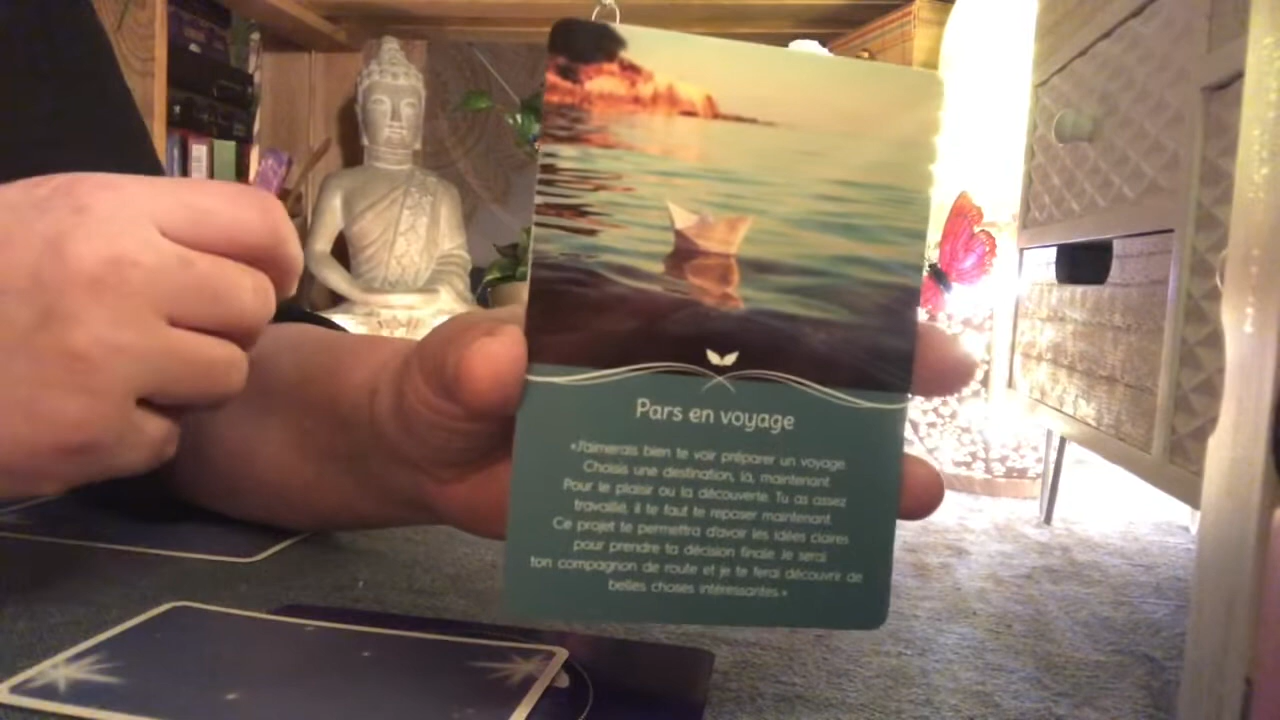 Pars en voyage
«J'aimerais bien te voir préparer un voyage.
Choisis une destination, là, maintenant.
Pour le plaisir ou la découverte. Tu as assez
travaillé, il te faut te reposer maintenant.
Ce projet te permettra d'avoir les idées claires
pour prendre ta décision finale. Je serai
ton compagnon de route et je te ferai découvrir de
belles choses intéressantes.»